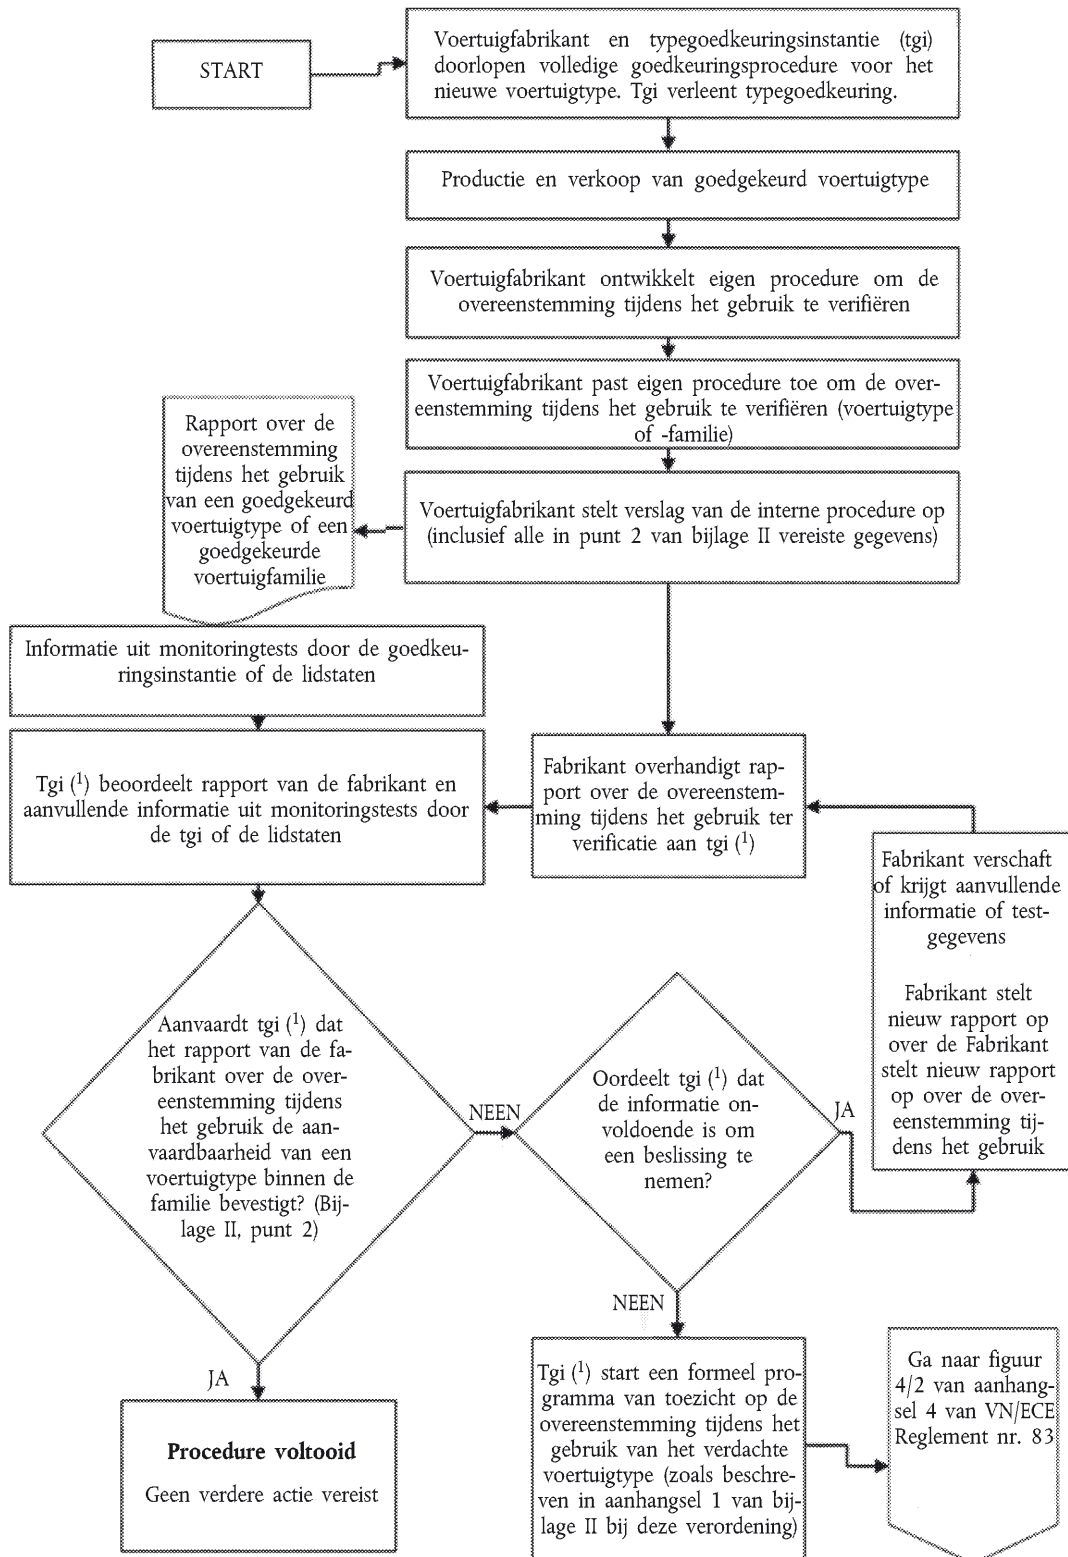 START
Voertuigfabrikant en typegoedkeuringsinstantie (tgi)
doorlopen volledige goedkeuringsprocedure voor het
nieuwe voertuigtype. Tgi verleent typegoedkeuring.
Productie en verkoop van goedgekeurd voertuigtype
Voertuigfabrikant ontwikkelt eigen procedure om de
overeenstemming tijdens het gebruik te verifiëren
Voertuigfabrikant past eigen procedure toe om de over-
eenstemming tijdens het gebruik te verifiëren (voertuigtype
of -familie)
Rapport over de
overeenstemming
tijdens het gebruik
van een goedgekeurd
voertuigtype of een
goedgekeurde
voertuigfamilie
Voertuigfabrikant stelt verslag van de interne procedure op
(inclusief alle in punt 2 van bijlage II vereiste gegevens)
Informatie uit monitoringtests door de goedkeu-
ringsinstantie of de lidstaten
Tgi (¹) beoordeelt rapport van de fabrikant en
aanvullende informatie uit monitoringstests door
de tgi of de lidstaten
Fabrikant overhandigt rap-
port over de overeenstem-
ming tijdens het gebruik ter
verificatie aan tgi (¹)
Fabrikant verschaft
of krijgt aanvullende
informatie of test-
gegevens
Fabrikant stelt
nieuw rapport op
over de Fabrikant
stelt nieuw rapport
op over de over-
eenstemming tij-
dens het gebruik
Aanvaardt tgi (¹) dat
het rapport van de fa-
brikant over de over-
eenstemming tijdens
het gebruik de aan-
vaardbaarheid van een
voertuigtype binnen de
familie bevestigt? (Bij-
lage II, punt 2)
NEEN
Oordeelt tgi (¹) dat
de informatie on-
voldoende is om
een beslissing te
nemen?
JA
NEEN
JA
Procedure voltooid
Geen verdere actie vereist
Tgi (¹) start een formeel pro-
gramma van toezicht op de
overeenstemming tijdens het
gebruik van het verdachte
voertuigtype (zoals beschre-
ven in aanhangsel 1 van bij-
lage II bij deze verordening)
Ga naar figuur
4/2 van aanhang-
sel 4 van VN/ECE
Reglement nr. 83